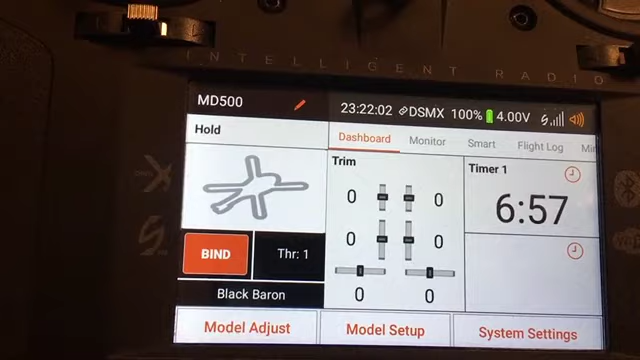 INTELLIGENT RADIO
MD500
23:22:02 DSMX 100% 4.00V
Hold
Dashboard Monitor Smart Flight Log
Trim
Timer 1
0 0
6:57
0 0
BIND
Thr: 1
Black Baron
0 0
Model Adjust Model Setup System Settings